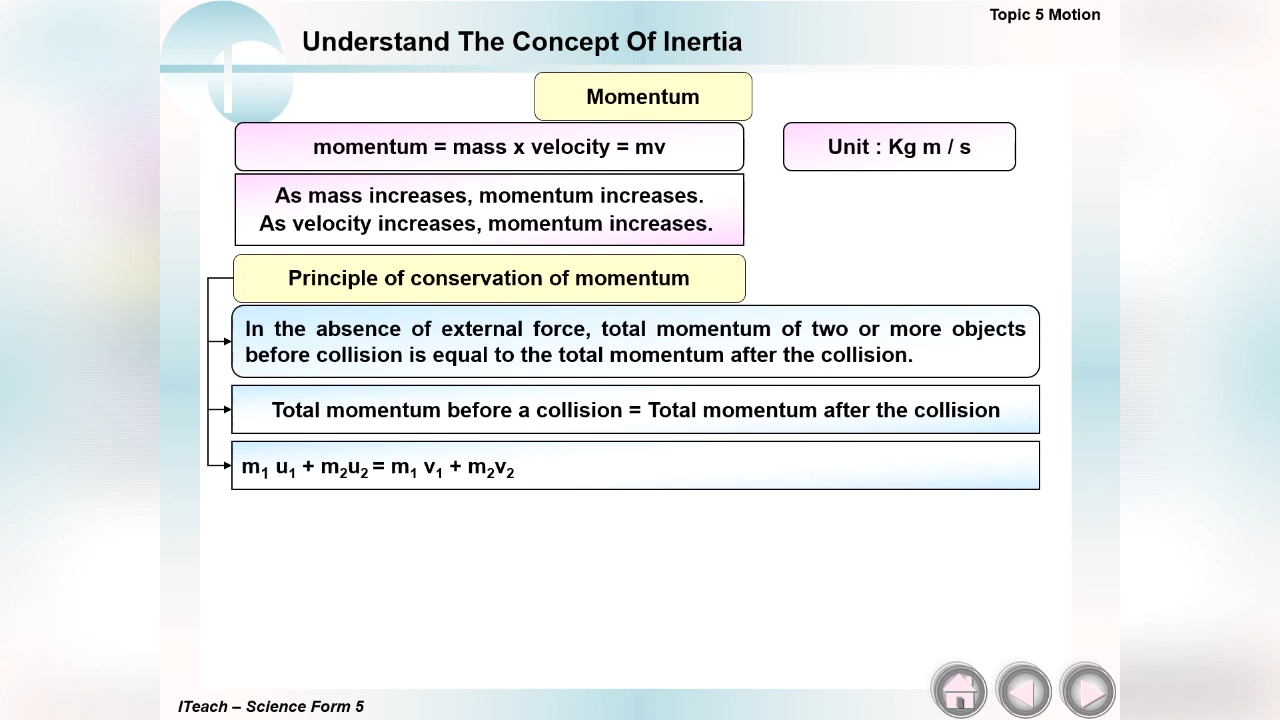 Topic 5 Motion
Understand The Concept Of Inertia
Momentum
momentum = mass x velocity = mv
Unit : Kg m / s
As mass increases, momentum increases.
As velocity increases, momentum increases.
Principle of conservation of momentum
In the absence of external force, total momentum of two or more objects
before collision is equal to the total momentum after the collision.
Total momentum before a collision = Total momentum after the collision
m₁ u₁ + m₂u₂ = m₁ v₁ + m₂v₂
ITeach – Science Form 5